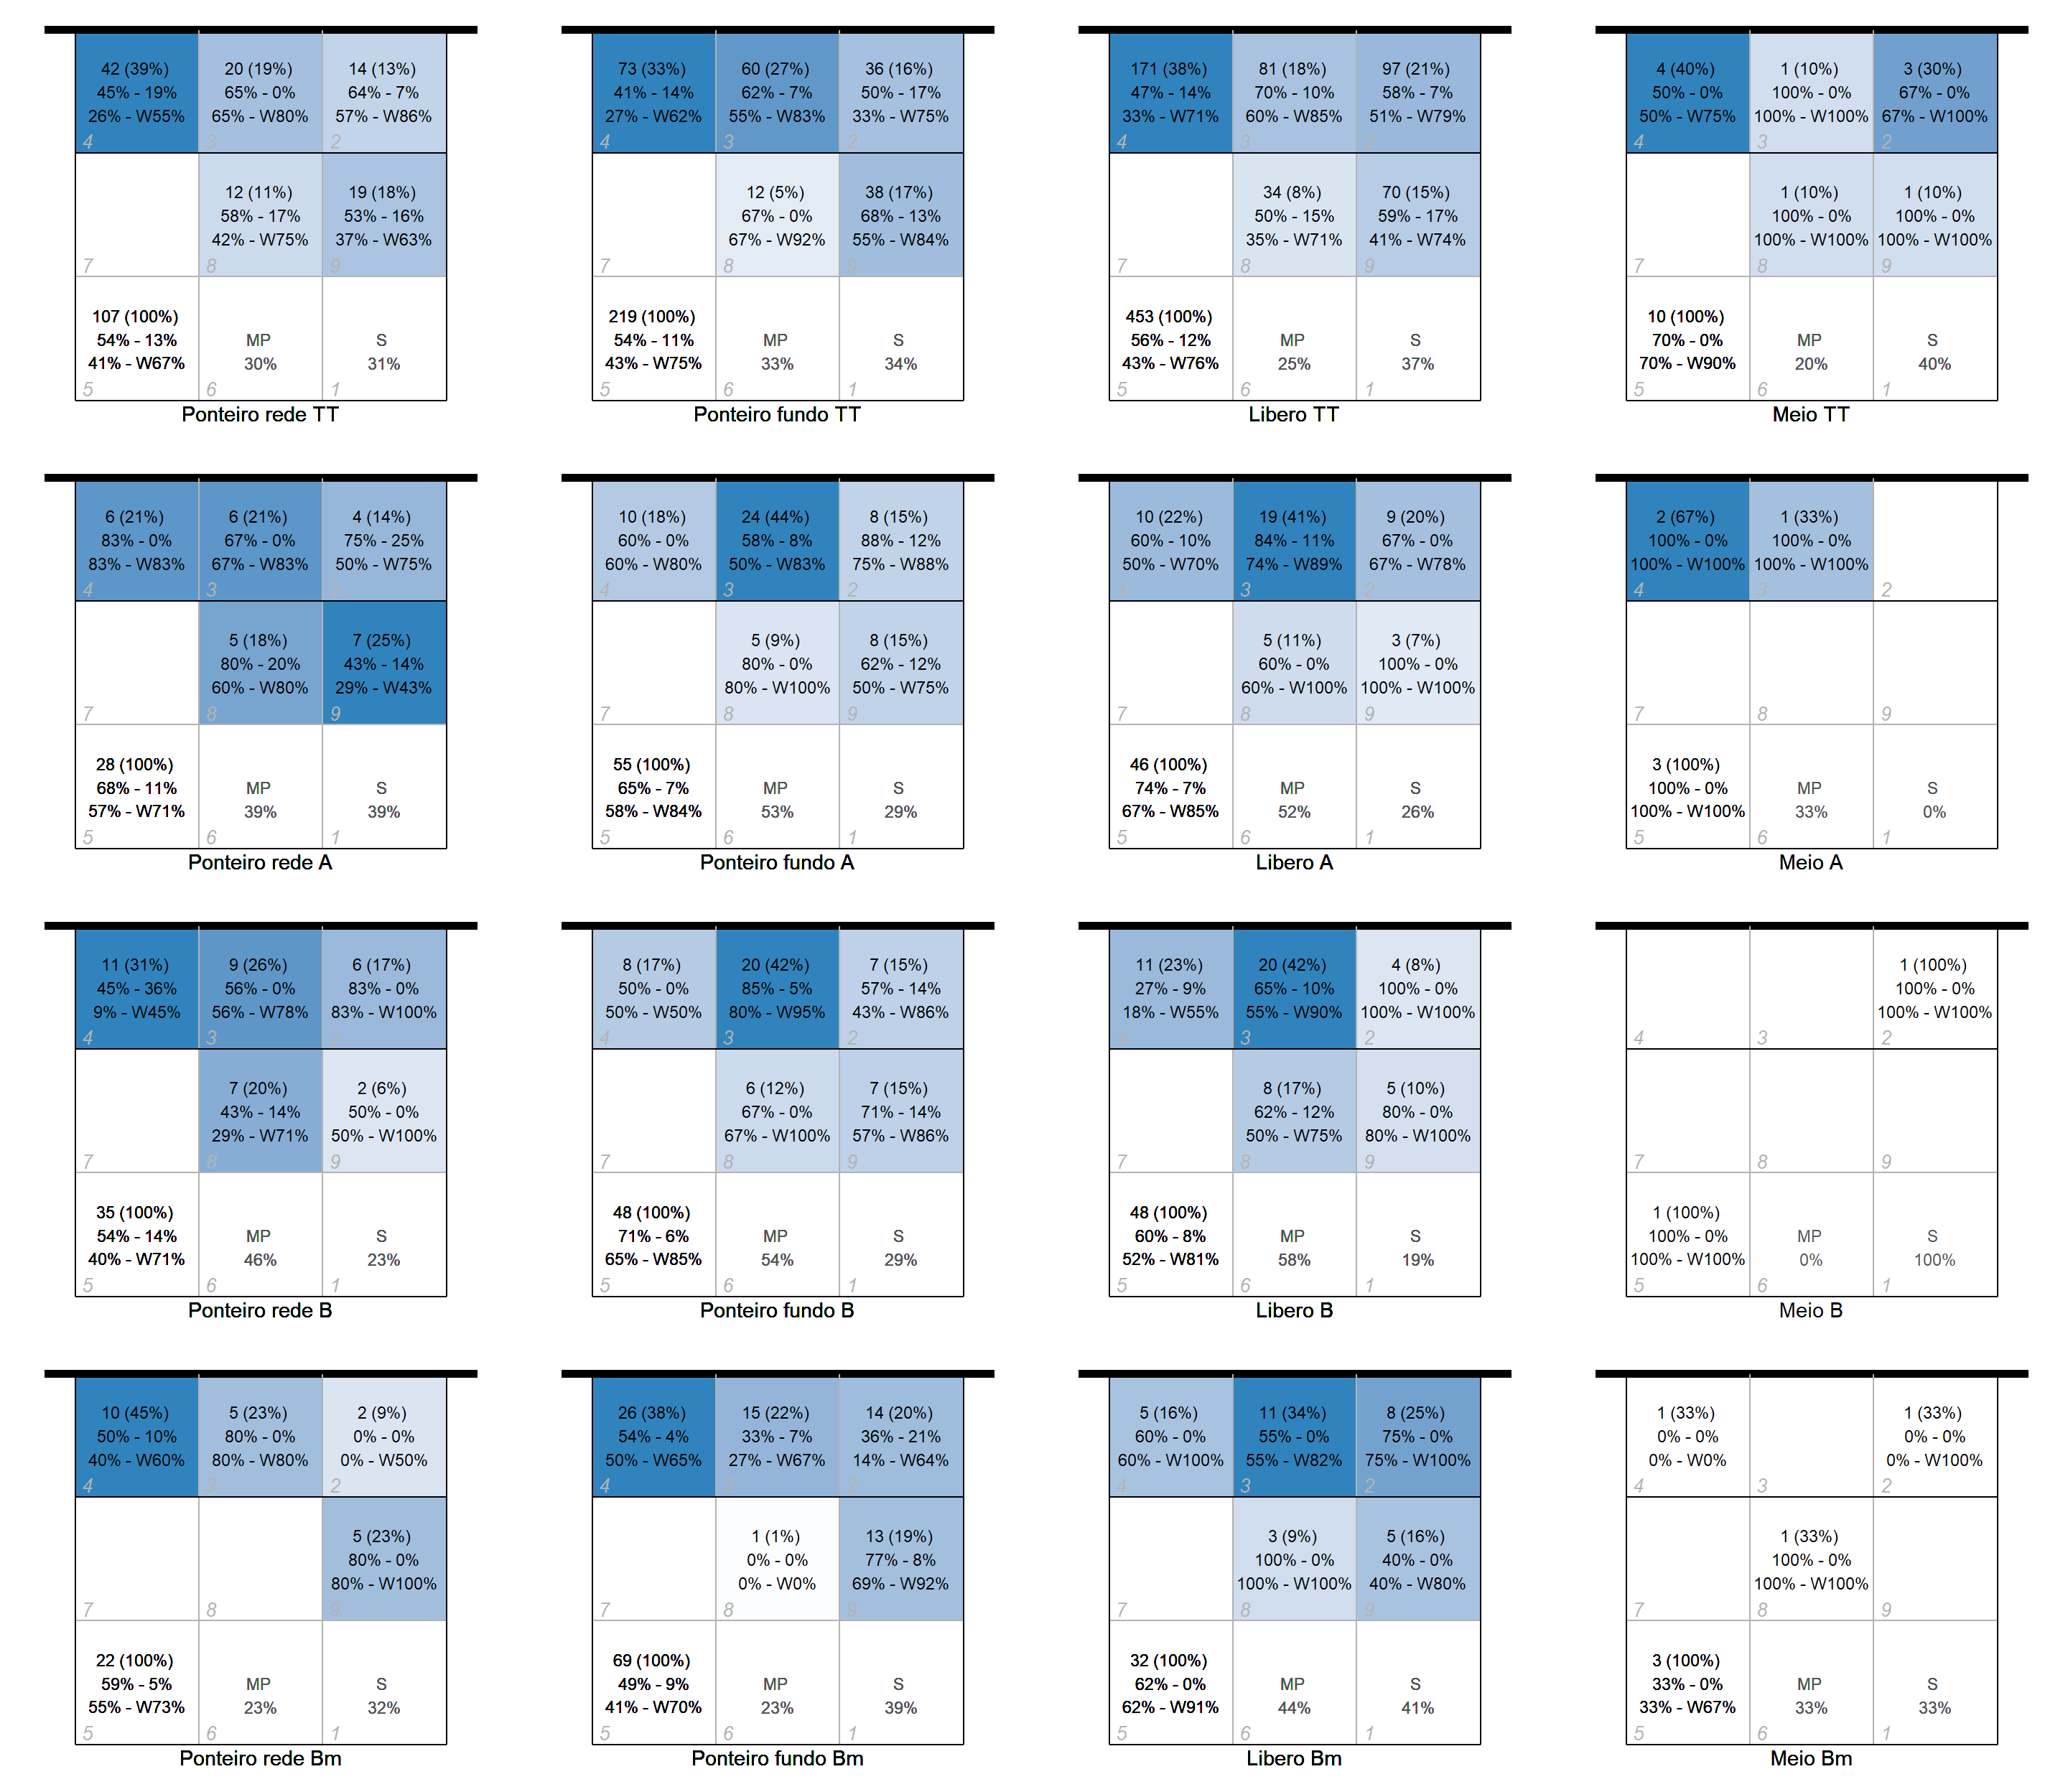 42 (39%)
45% - 19%
26% - W55%
4
20 (19%)
65% - 0%
65% - W80%
3
14 (13%)
64% - 7%
57% - W86%
2
7
12 (11%)
58% - 17%
42% - W75%
8
19 (18%)
53% - 16%
37% - W63%
9
107 (100%)
54% - 13%
41% - W67%
5
MP
30%
6
S
31%
1
Ponteiro rede TT
73 (33%)
41% - 14%
27% - W62%
4
60 (27%)
62% - 7%
55% - W83%
3
36 (16%)
50% - 17%
33% - W75%
2
7
12 (5%)
67% - 0%
67% - W92%
8
38 (17%)
68% - 13%
55% - W84%
9
219 (100%)
54% - 11%
43% - W75%
5
MP
33%
6
S
34%
1
Ponteiro fundo TT
171 (38%)
47% - 14%
33% - W71%
4
81 (18%)
70% - 10%
60% - W85%
3
97 (21%)
58% - 7%
51% - W79%
2
7
34 (8%)
50% - 15%
35% - W71%
8
70 (15%)
59% - 17%
41% - W74%
9
453 (100%)
56% - 12%
43% - W76%
5
MP
25%
6
S
37%
1
Libero TT
4 (40%)
50% - 0%
50% - W75%
4
1 (10%)
100% - 0%
100% - W100%
3
3 (30%)
67% - 0%
67% - W100%
2
7
1 (10%)
100% - 0%
100% - W100%
8
1 (10%)
100% - 0%
100% - W100%
9
10 (100%)
70% - 0%
70% - W90%
5
MP
20%
6
S
40%
1
Meio TT
6 (21%)
83% - 0%
83% - W83%
4
6 (21%)
67% - 0%
67% - W83%
3
4 (14%)
75% - 25%
50% - W75%
2
7
5 (18%)
80% - 20%
60% - W80%
8
7 (25%)
43% - 14%
29% - W43%
9
28 (100%)
68% - 11%
57% - W71%
5
MP
39%
6
S
39%
1
Ponteiro rede A
10 (18%)
60% - 0%
60% - W80%
4
24 (44%)
58% - 8%
50% - W83%
3
8 (15%)
88% - 12%
75% - W88%
2
7
5 (9%)
80% - 0%
80% - W100%
8
8 (15%)
62% - 12%
50% - W75%
9
55 (100%)
65% - 7%
58% - W84%
5
MP
53%
6
S
29%
1
Ponteiro fundo A
10 (22%)
60% - 10%
50% - W70%
4
19 (41%)
84% - 11%
74% - W89%
3
9 (20%)
67% - 0%
67% - W78%
2
7
5 (11%)
60% - 0%
60% - W100%
8
3 (7%)
100% - 0%
100% - W100%
9
46 (100%)
74% - 7%
67% - W85%
5
MP
52%
6
S
26%
1
Libero A
2 (67%)
100% - 0%
100% - W100%
4
1 (33%)
100% - 0%
100% - W100%
3
2
7
8
9
3 (100%)
100% - 0%
100% - W100%
5
MP
33%
6
S
0%
1
Meio A
11 (31%)
45% - 36%
9% - W45%
4
9 (26%)
56% - 0%
56% - W78%
3
6 (17%)
83% - 0%
83% - W100%
2
7
7 (20%)
43% - 14%
29% - W71%
8
2 (6%)
50% - 0%
50% - W100%
9
35 (100%)
54% - 14%
40% - W71%
5
MP
46%
6
S
23%
1
Ponteiro rede B
8 (17%)
50% - 0%
50% - W50%
4
20 (42%)
85% - 5%
80% - W95%
3
7 (15%)
57% - 14%
43% - W86%
2
7
6 (12%)
67% - 0%
67% - W100%
8
7 (15%)
71% - 14%
57% - W86%
9
48 (100%)
71% - 6%
65% - W85%
5
MP
54%
6
S
29%
1
Ponteiro fundo B
11 (23%)
27% - 9%
18% - W55%
4
20 (42%)
65% - 10%
55% - W90%
3
4 (8%)
100% - 0%
100% - W100%
2
7
8 (17%)
62% - 12%
50% - W75%
8
5 (10%)
80% - 0%
80% - W100%
9
48 (100%)
60% - 8%
52% - W81%
5
MP
58%
6
S
19%
1
Libero B
4
3
1 (100%)
100% - 0%
100% - W100%
2
7
8
9
1 (100%)
100% - 0%
100% - W100%
5
MP
0%
6
S
100%
1
Meio B
10 (45%)
50% - 10%
40% - W60%
4
5 (23%)
80% - 0%
80% - W80%
3
2 (9%)
0% - 0%
0% - W50%
2
7
8
5 (23%)
80% - 0%
80% - W100%
9
22 (100%)
59% - 5%
55% - W73%
5
MP
23%
6
S
32%
1
Ponteiro rede Bm
26 (38%)
54% - 4%
50% - W65%
4
15 (22%)
33% - 7%
27% - W67%
3
14 (20%)
36% - 21%
14% - W64%
2
7
1 (1%)
0% - 0%
0% - W0%
8
13 (19%)
77% - 8%
69% - W92%
9
69 (100%)
49% - 9%
41% - W70%
5
MP
23%
6
S
39%
1
Ponteiro fundo Bm
5 (16%)
60% - 0%
60% - W100%
4
11 (34%)
55% - 0%
55% - W82%
3
8 (25%)
75% - 0%
75% - W100%
2
7
3 (9%)
100% - 0%
100% - W100%
8
5 (16%)
40% - 0%
40% - W80%
9
32 (100%)
62% - 0%
62% - W91%
5
MP
44%
6
S
41%
1
Libero Bm
1 (33%)
0% - 0%
0% - W0%
4
3
1 (33%)
0% - 0%
0% - W100%
2
7
1 (33%)
100% - 0%
100% - W100%
8
9
3 (100%)
33% - 0%
33% - W67%
5
MP
33%
6
S
33%
1
Meio Bm